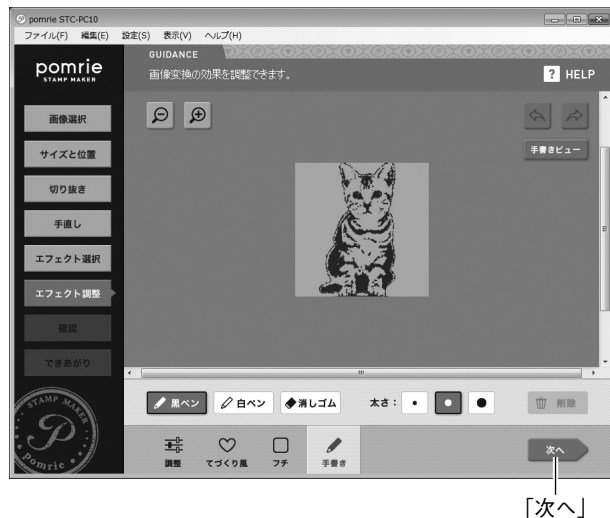 pomrie STC-PC10
ファイル(F) 編集(E) 設定(S) 表示(V) ヘルプ(H)
pomrie
STAMP MAKER
GUIDANCE
画像変換の効果を調整できます。
? HELP
画像選択
サイズと位置
切り抜き
手直し
エフェクト選択
エフェクト調整
確認
できあがり
手書きビュー
黒ペン 白ペン 消しゴム 太さ: 削除
調整 てづくり風 フチ 手書き
次へ
STAMP MAKER
P
Pomrie
「次へ」